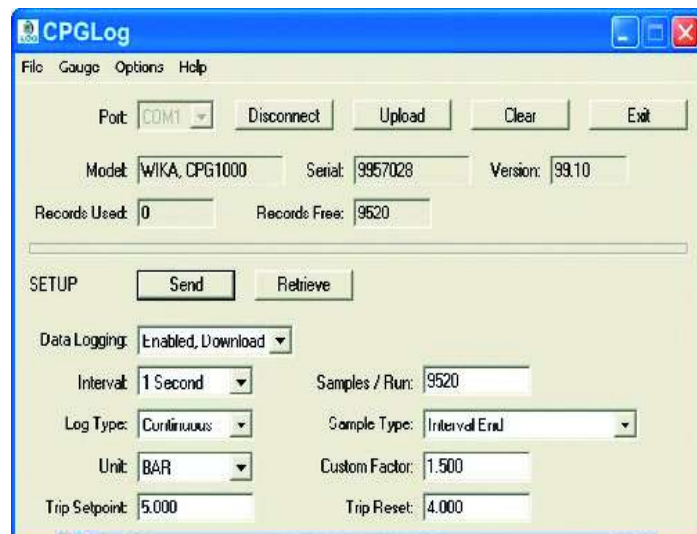 CPGLog
File Gauge Options Help
Port: COM1 Disconnect Upload Clear Exit
Model: WIKA, CPG1000 Serial: 9957028 Version: 99.10
Records Used: 0 Records Free: 9520
SETUP Send Retrieve
Data Logging: Enabled, Download
Interval: 1 Second Samples / Run: 9520
Log Type: Continuous Sample Type: Interval End
Unit: BAR Custom Factor: 1.500
Trip Setpoint: 5.000 Trip Reset: 4.000